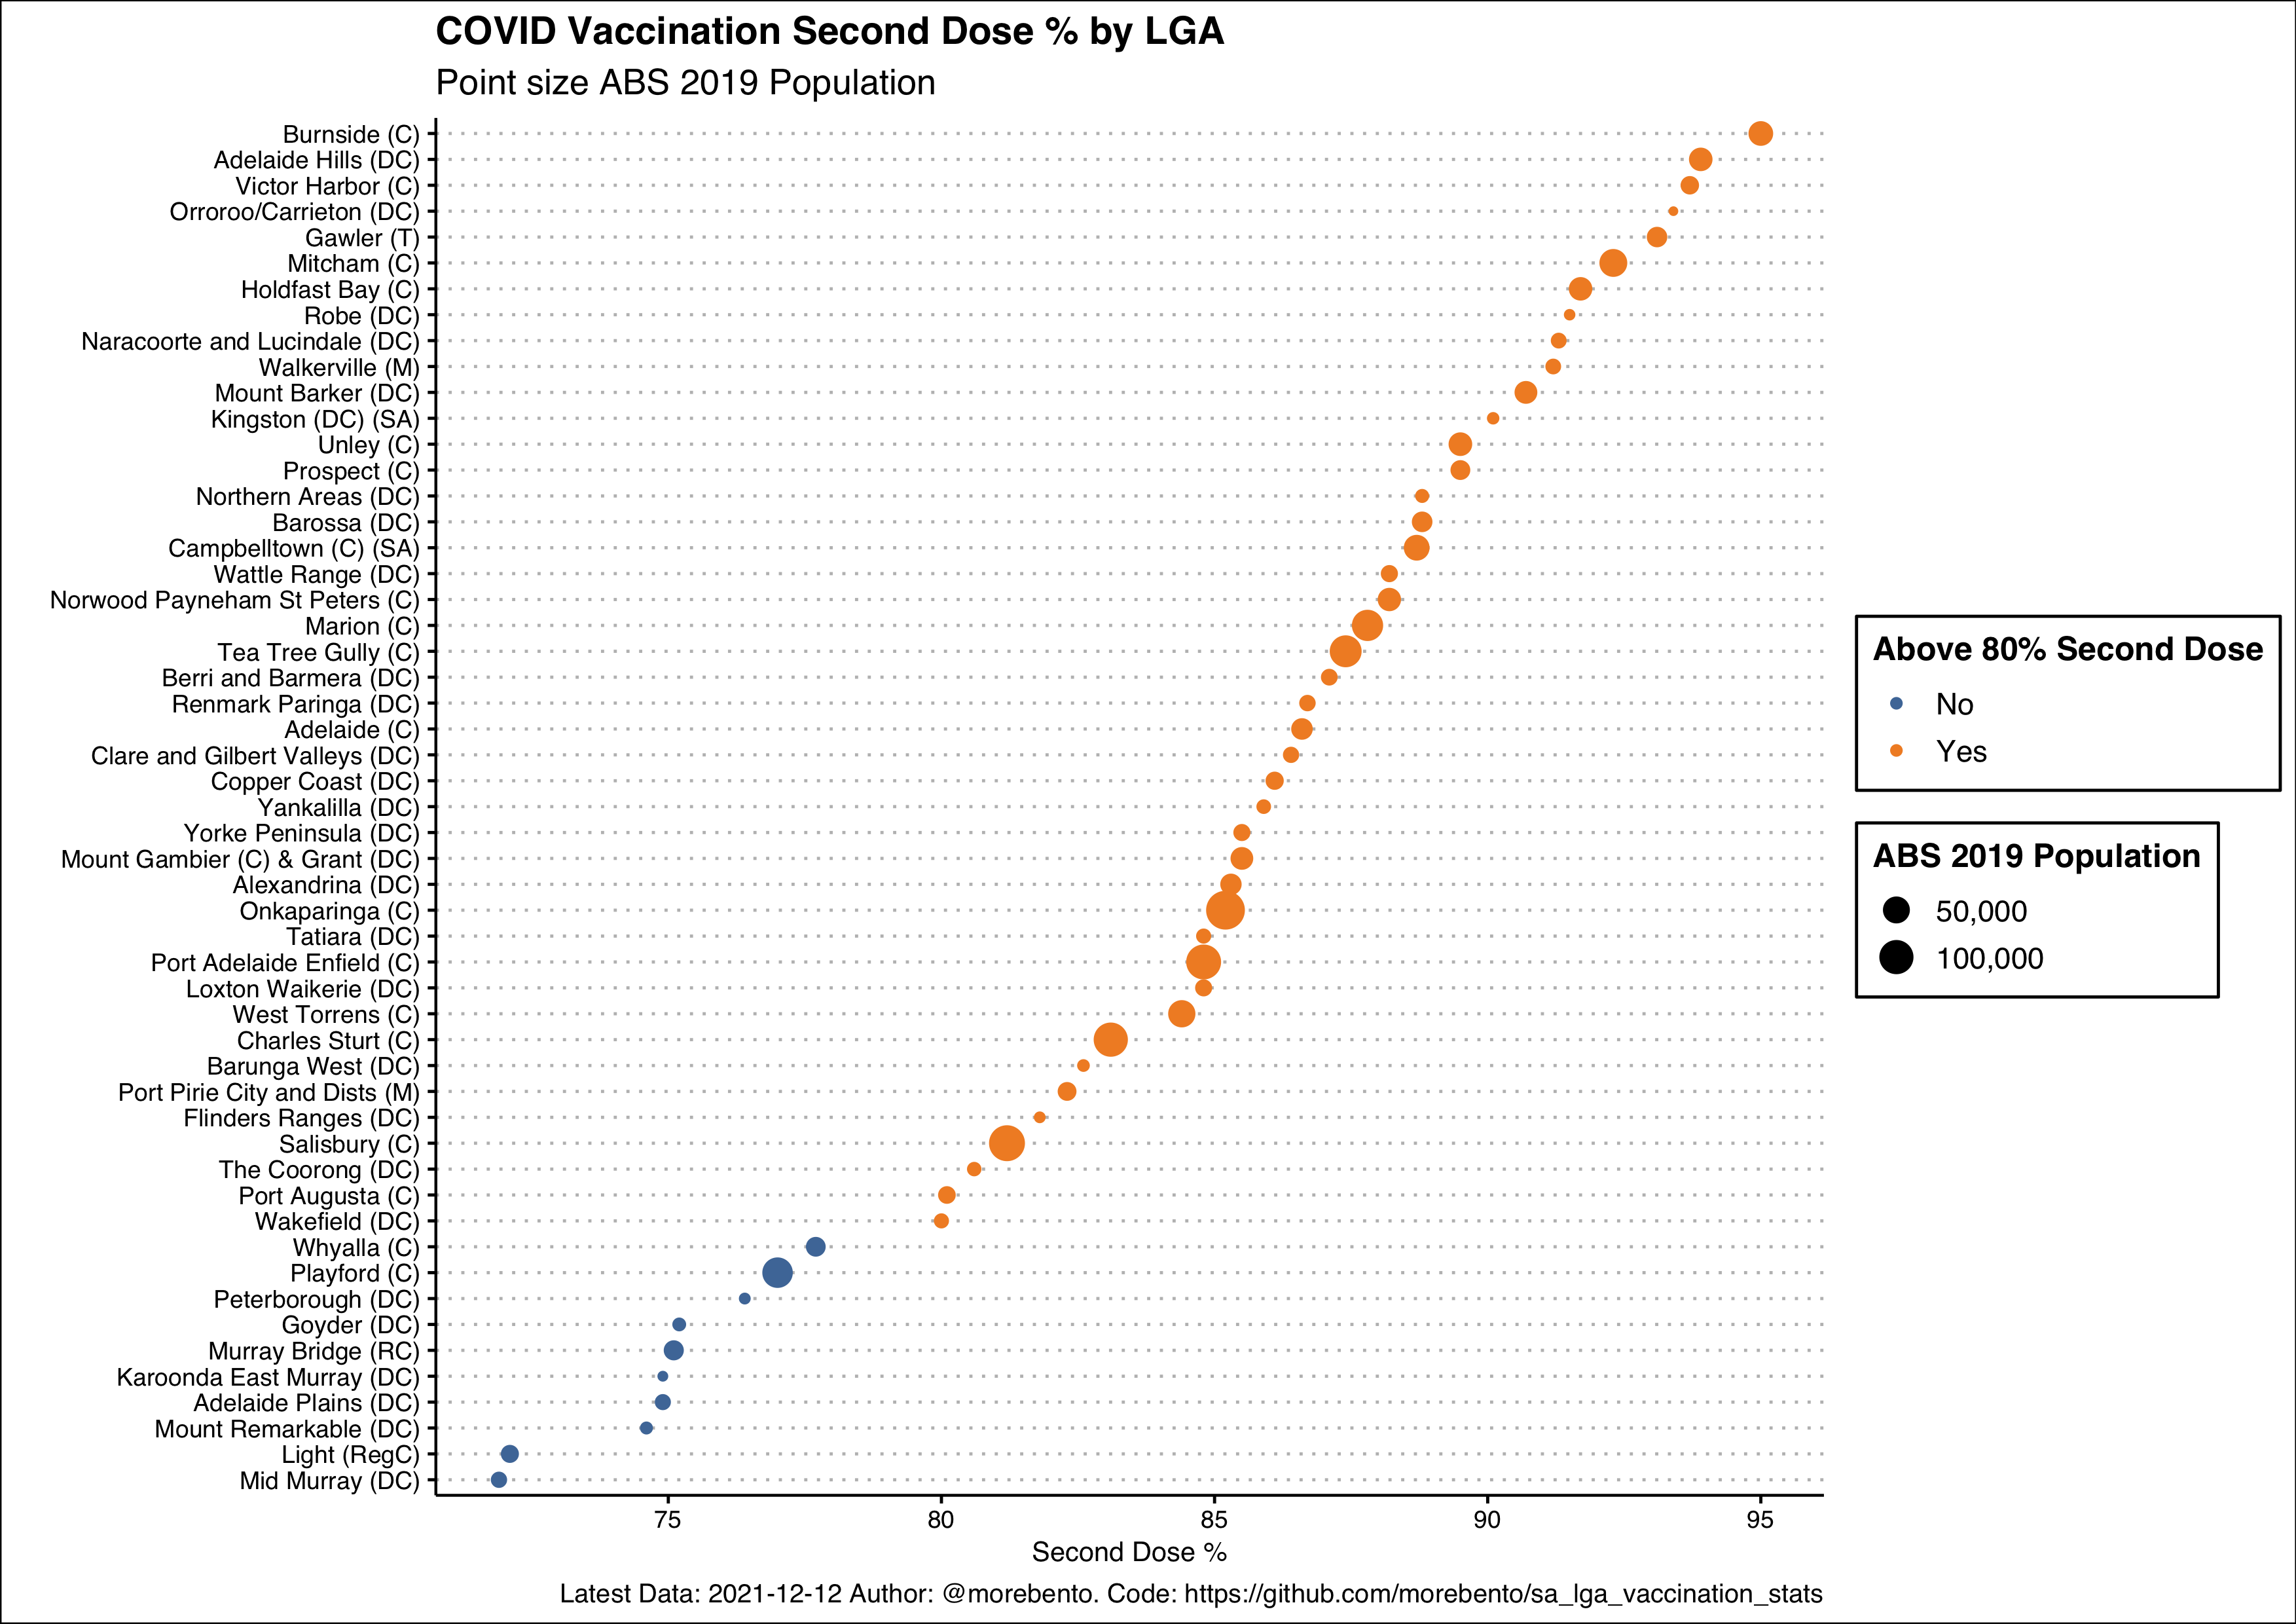 COVID Vaccination Second Dose % by LGA
Point size ABS 2019 Population
Burnside (C)
Adelaide Hills (DC)
Victor Harbor (C)
Orroroo/Carrieton (DC)
Gawler (T)
Mitcham (C)
Holdfast Bay (C)
Robe (DC)
Naracoorte and Lucindale (DC)
Walkerville (M)
Mount Barker (DC)
Kingston (DC) (SA)
Unley (C)
Prospect (C)
Northern Areas (DC)
Barossa (DC)
Campbelltown (C) (SA)
Wattle Range (DC)
Norwood Payneham St Peters (C)
Marion (C)
Tea Tree Gully (C)
Berri and Barmera (DC)
Renmark Paringa (DC)
Adelaide (C)
Clare and Gilbert Valleys (DC)
Copper Coast (DC)
Yankalilla (DC)
Yorke Peninsula (DC)
Mount Gambier (C) & Grant (DC)
Alexandrina (DC)
Onkaparinga (C)
Tatiara (DC)
Port Adelaide Enfield (C)
Loxton Waikerie (DC)
West Torrens (C)
Charles Sturt (C)
Barunga West (DC)
Port Pirie City and Dists (M)
Flinders Ranges (DC)
Salisbury (C)
The Coorong (DC)
Port Augusta (C)
Wakefield (DC)
Whyalla (C)
Playford (C)
Peterborough (DC)
Goyder (DC)
Murray Bridge (RC)
Karoonda East Murray (DC)
Adelaide Plains (DC)
Mount Remarkable (DC)
Light (RegC)
Mid Murray (DC)
75 80 85 90 95
Second Dose %
Above 80% Second Dose
No
Yes
ABS 2019 Population
50,000
100,000
Latest Data: 2021-12-12 Author: @morebento. Code: https://github.com/morebento/sa_lga_vaccination_stats